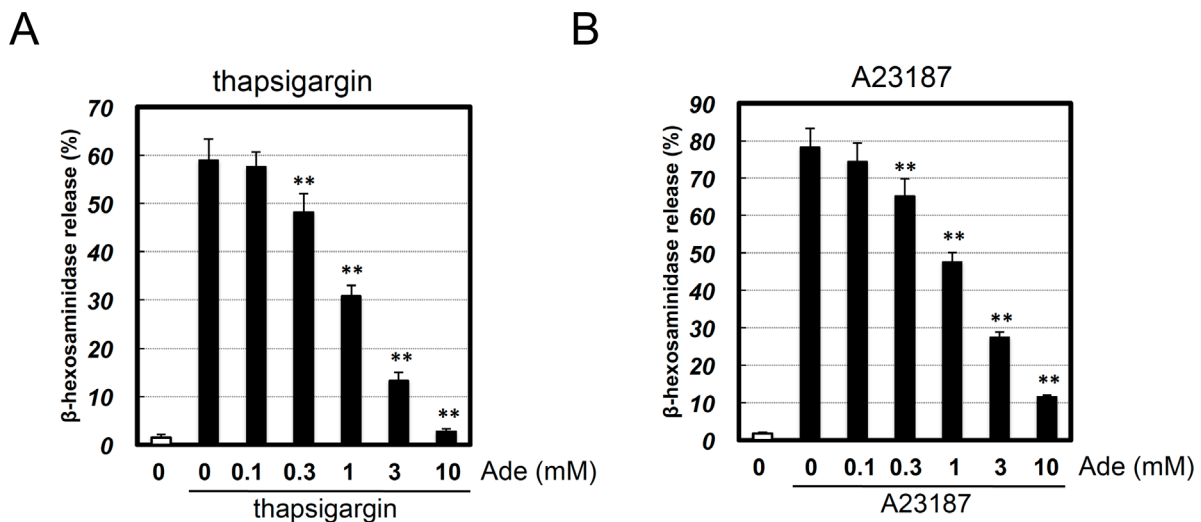 A
thapsigargin
β-hexosaminidase release (%)
70
60
50
40
30
20
10
0
**
**
**
**
0 0 0.1 0.3 1 3 10 Ade (mM)
thapsigargin
B
A23187
β-hexosaminidase release (%)
90
80
70
60
50
40
30
20
10
0
**
**
**
**
0 0 0.1 0.3 1 3 10 Ade (mM)
A23187